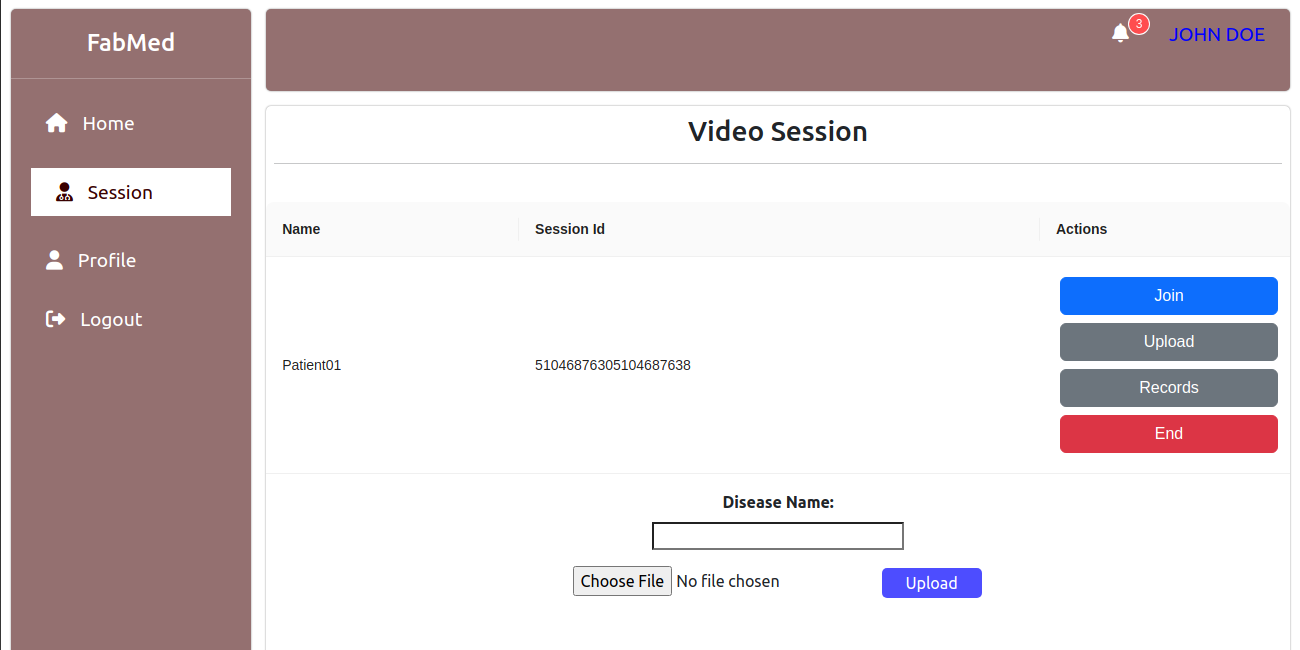 FabMed
3
JOHN DOE
Home
Session
Profile
Logout
Video Session
Name Session Id Actions
Patient01 51046876305104687638
Join
Upload
Records
End
Disease Name:
Choose File No file chosen Upload